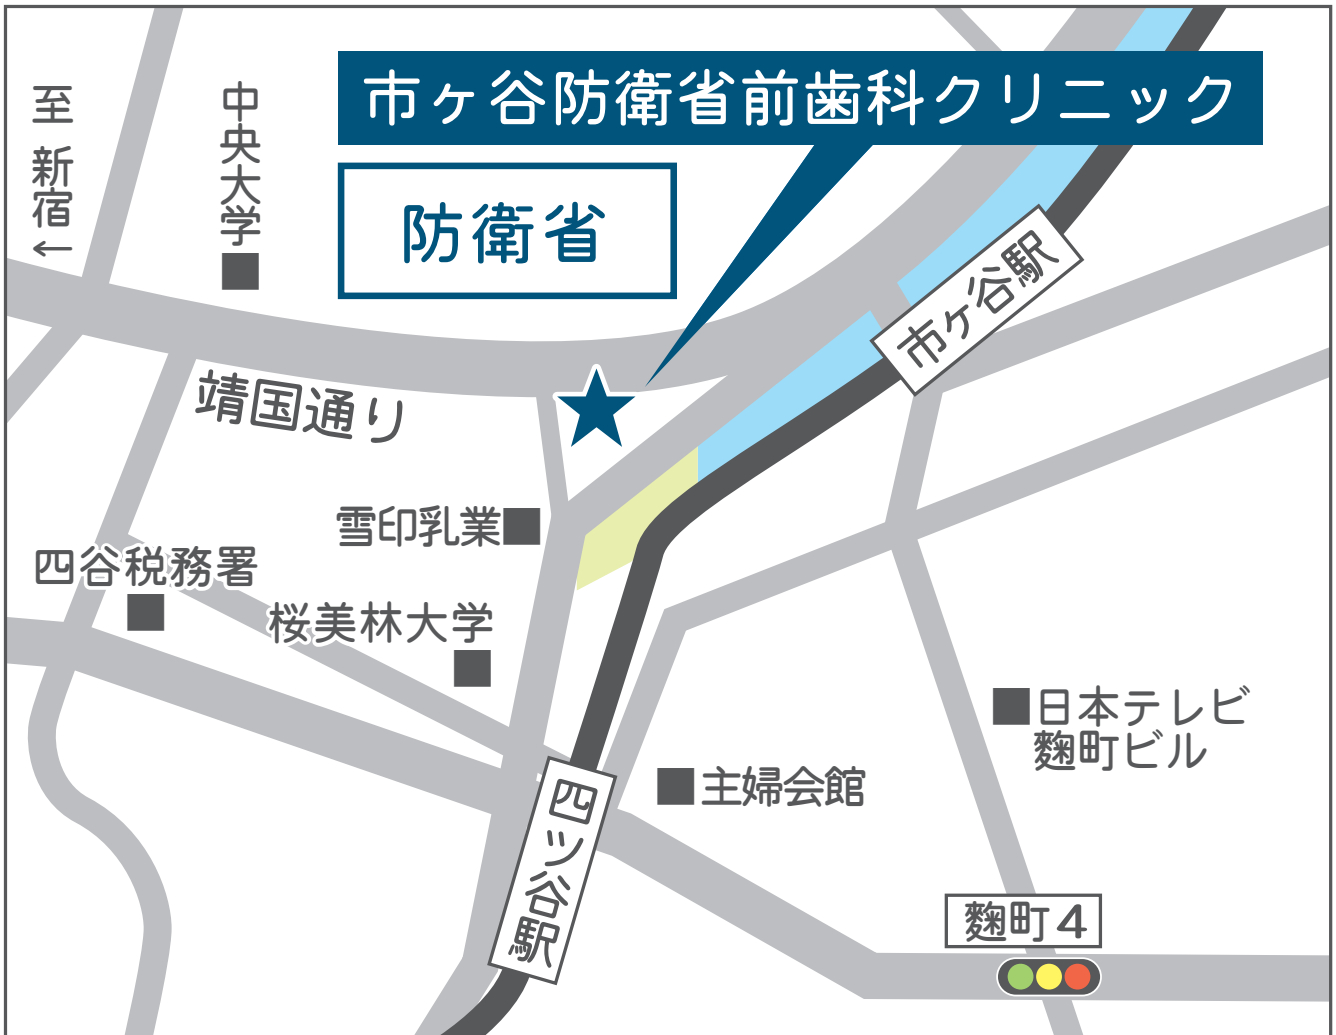 市ヶ谷防衛省前歯科クリニック
至 新宿
←
中央大学
防衛省
市ヶ谷駅
靖国通り
雪印乳業
四谷税務署
桜美林大学
日本テレビ
麹町ビル
主婦会館
四ツ谷駅
麹町4